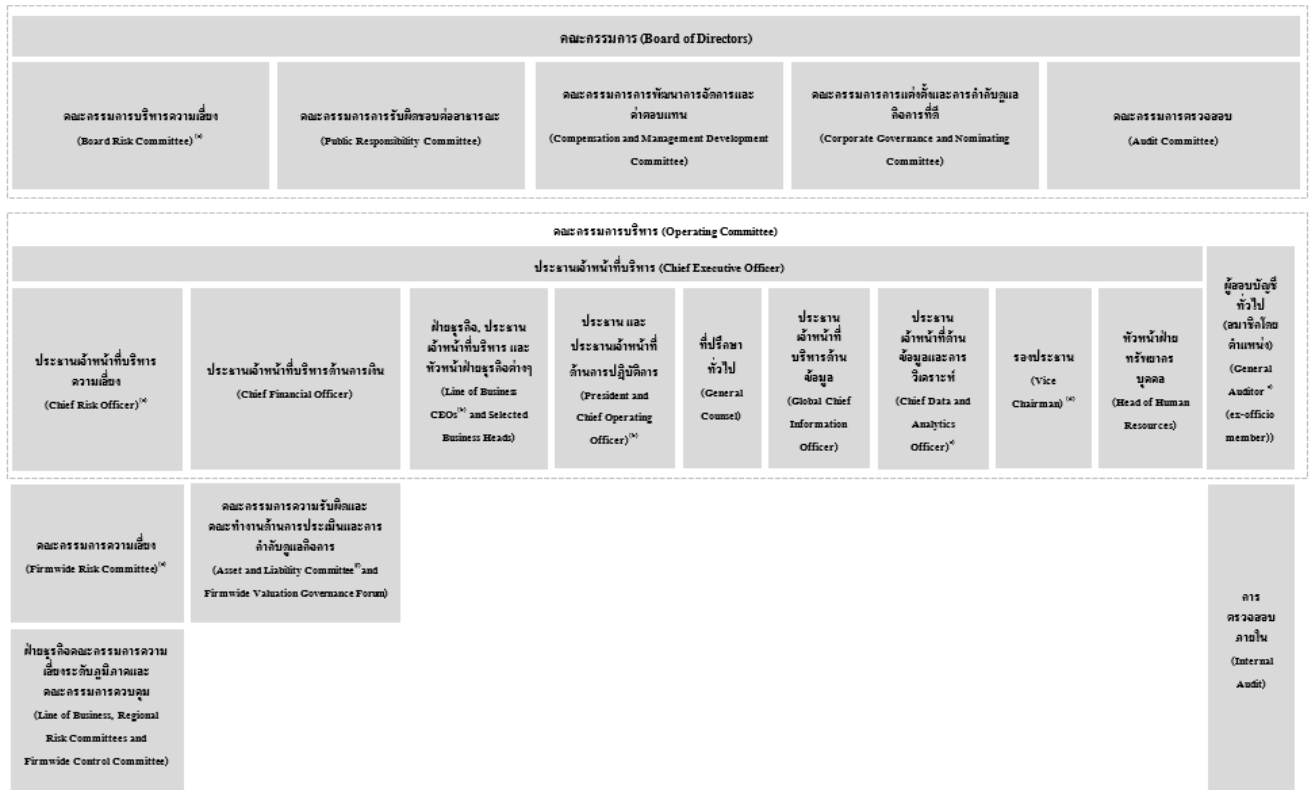 คณะกรรมการ (Board of Directors)
คณะกรรมการบริหารความเสี่ยง
(Board Risk Committee) (a)
คณะกรรมการการรับผิดชอบต่อสาธารณะ
(Public Responsibility Committee)
คณะกรรมการการพัฒนาการจัดการและ
ค่าตอบแทน
(Compensation and Management Development
Committee)
คณะกรรมการการแต่งตั้งและการกำกับดูแล
กิจการที่ดี
(Corporate Governance and Nominating
Committee)
คณะกรรมการตรวจสอบ
(Audit Committee)
คณะกรรมการบริหาร (Operating Committee)
ประธานเจ้าหน้าที่บริหาร (Chief Executive Officer)
ประธานเจ้าหน้าที่บริหาร
ความเสี่ยง
(Chief Risk Officer)(a)
ประธานเจ้าหน้าที่บริหารด้านการเงิน
(Chief Financial Officer)
ฝ่ายธุรกิจ, ประธาน
เจ้าหน้าที่บริหาร และ
หัวหน้าฝ่ายธุรกิจต่างๆ
(Line of Business
CEOs(b) and Selected
Business Heads)
ประธาน และ
ประธานเจ้าหน้าที่
ด้านการปฏิบัติการ
(President and
Chief Operating
Officer)(b)
ที่ปรึกษา
ทั่วไป
(General
Counsel)
ประธาน
เจ้าหน้าที่
บริหารด้าน
ข้อมูล
(Global Chief
Information
Officer)
ประธาน
เจ้าหน้าที่ด้าน
ข้อมูลและการ
วิเคราะห์
(Chief Data and
Analytics
Officer)
รองประธาน
(Vice
Chairman) (d)
หัวหน้าฝ่าย
ทรัพยากร
บุคคล
(Head of Human
Resources)
ผู้สอบบัญชี
ทั่วไป
(สมาชิกโดย
ตำแหน่ง)
(General
Auditor
(ex-officio
member))
คณะกรรมการความเสี่ยง
(Firmwide Risk Committee)(a)
คณะกรรมการความรับผิดและ
คณะทำงานด้านการประเมินและการ
กำกับดูแลกิจการ
(Asset and Liability Committee and
Firmwide Valuation Governance Forum)
ฝ่ายธุรกิจคณะกรรมการความ
เสี่ยงระดับภูมิภาคและ
คณะกรรมการควบคุม
(Line of Business, Regional
Risk Committees and
Firmwide Control Committee)
การ
ตรวจสอบ
ภายใน
(Internal
Audit)